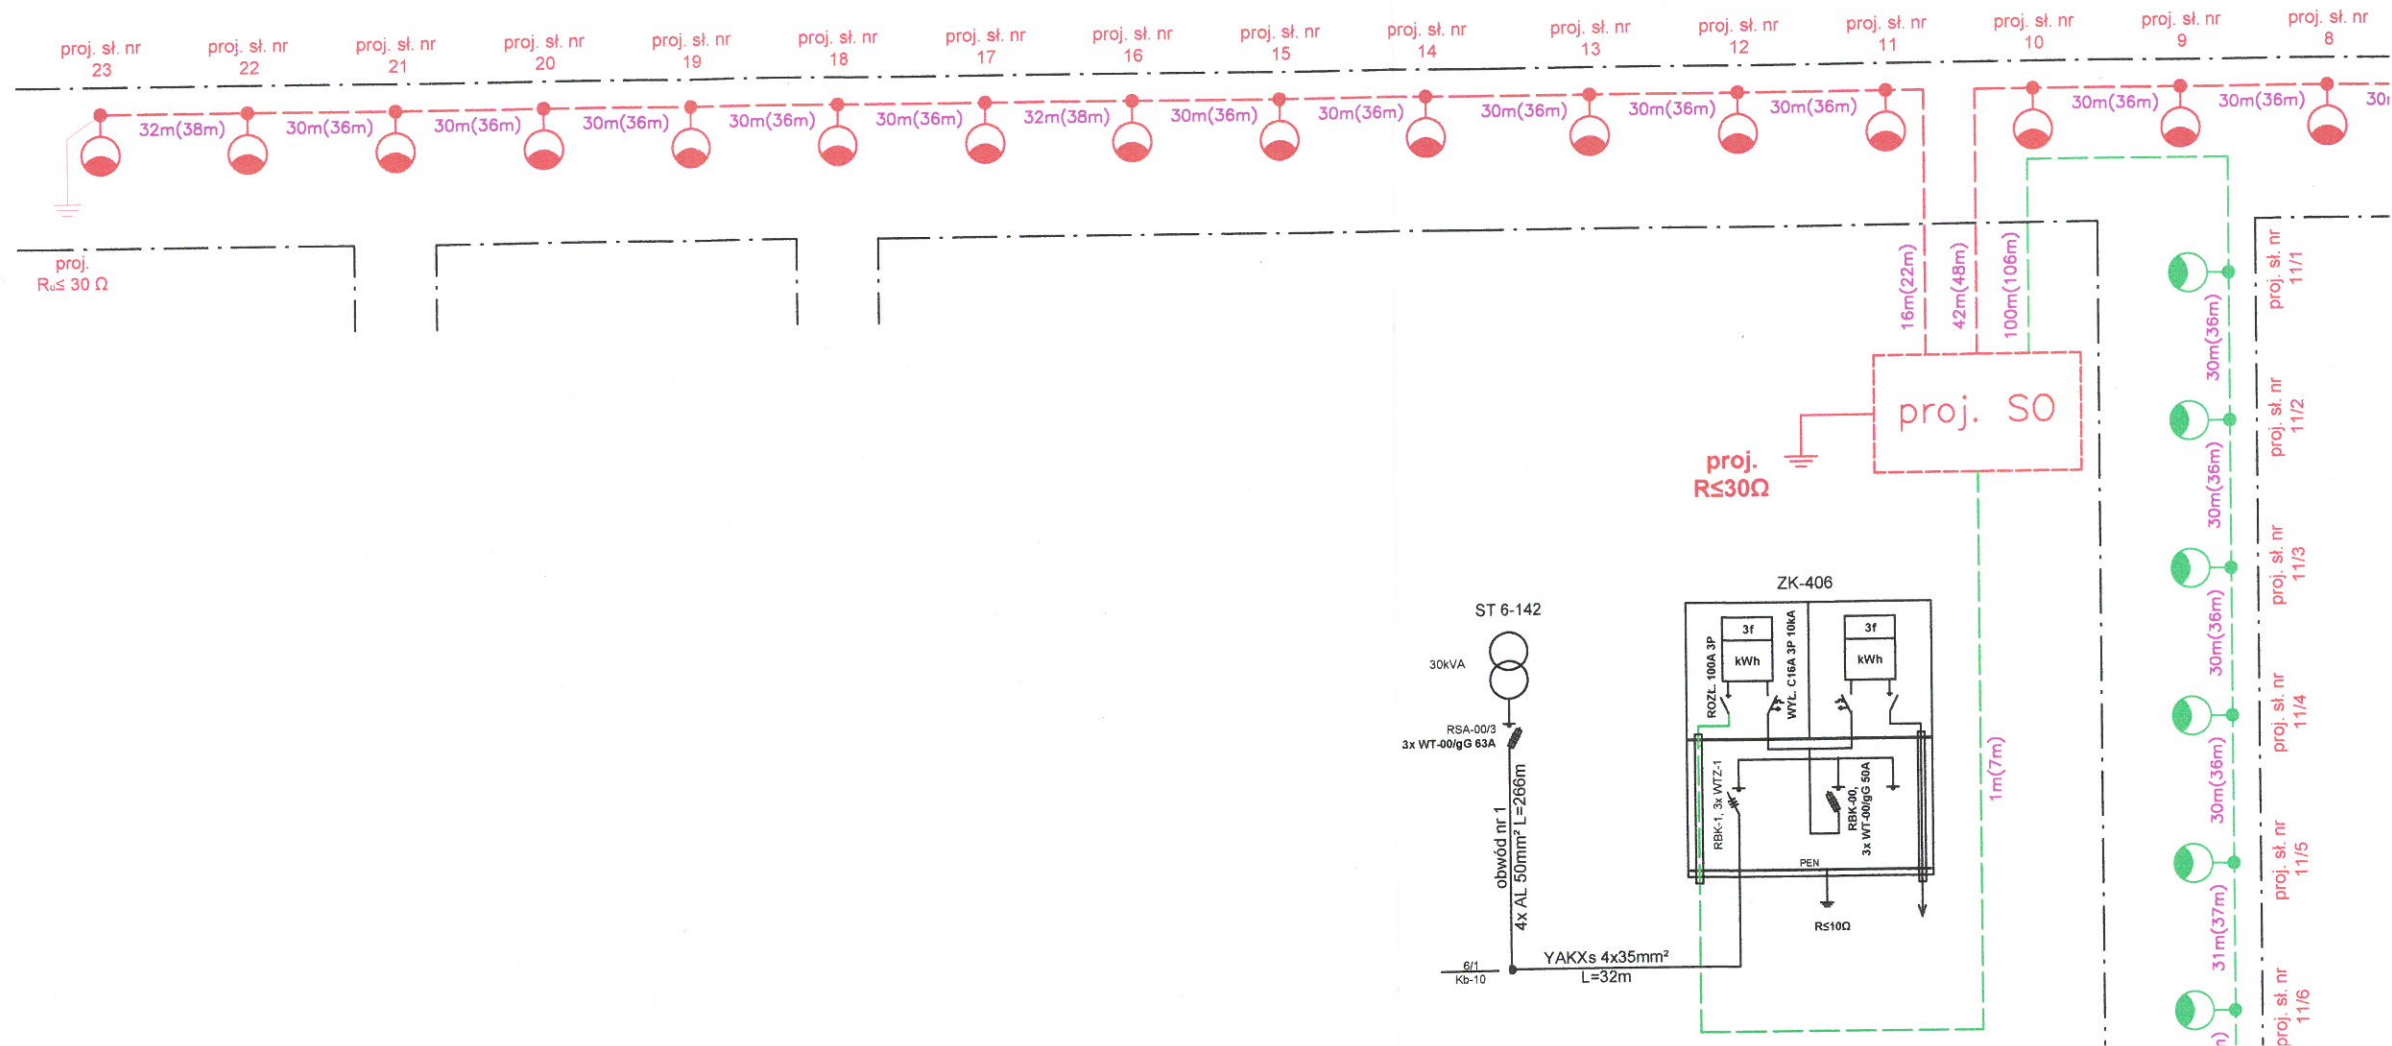 proj. sł. nr
23
proj. sł. nr
22
proj. sł. nr
21
proj. sł. nr
20
proj. sł. nr
19
proj. sł. nr
18
proj. sł. nr
17
proj. sł. nr
16
proj. sł. nr
15
proj. sł. nr
14
proj. sł. nr
13
proj. sł. nr
12
proj. sł. nr
11
proj. sł. nr
10
proj. sł. nr
9
proj. sł. nr
8
32m(38m)
30m(36m)
30m(36m)
30m(36m)
30m(36m)
30m(36m)
32m(38m)
30m(36m)
30m(36m)
30m(36m)
30m(36m)
30m(36m)
30m(36m)
30m(36m)
proj.
Ru≤ 30 Ω
16m(22m)
42m(48m)
100m(106m)
proj. SO
proj.
R≤30Ω
proj. sł. nr
11/1
30m(36m)
proj. sł. nr
11/2
30m(36m)
proj. sł. nr
11/3
30m(36m)
proj. sł. nr
11/4
30m(36m)
proj. sł. nr
11/5
31m(37m)
proj. sł. nr
11/6
1m(7m)
ST 6-142
30kVA
RSA-00/3
3x WT-00/gG 63A
obwód nr 1
4x AL 50mm² L=266m
6/1
Kb-10
YAKXs 4x35mm²
L=32m
ZK-406
3f
kWh
3f
kWh
ROZŁ. 100A 3P
WYŁ. C16A 3P 10kA
RBK-1, 3x WTZ-1
RBK-00,
3x WT-00/gG 50A
PEN
R≤10Ω